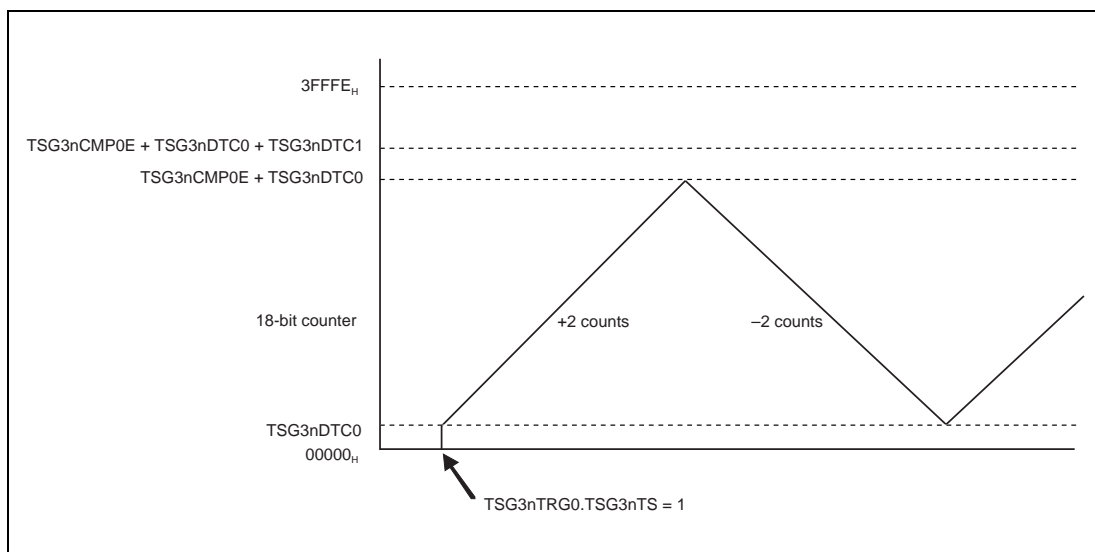 3FFFE_H
TSG3nCMP0E + TSG3nDTC0 + TSG3nDTC1
TSG3nCMP0E + TSG3nDTC0
18-bit counter
+2 counts
–2 counts
TSG3nDTC0
00000_H
TSG3nTRG0.TSG3nTS = 1